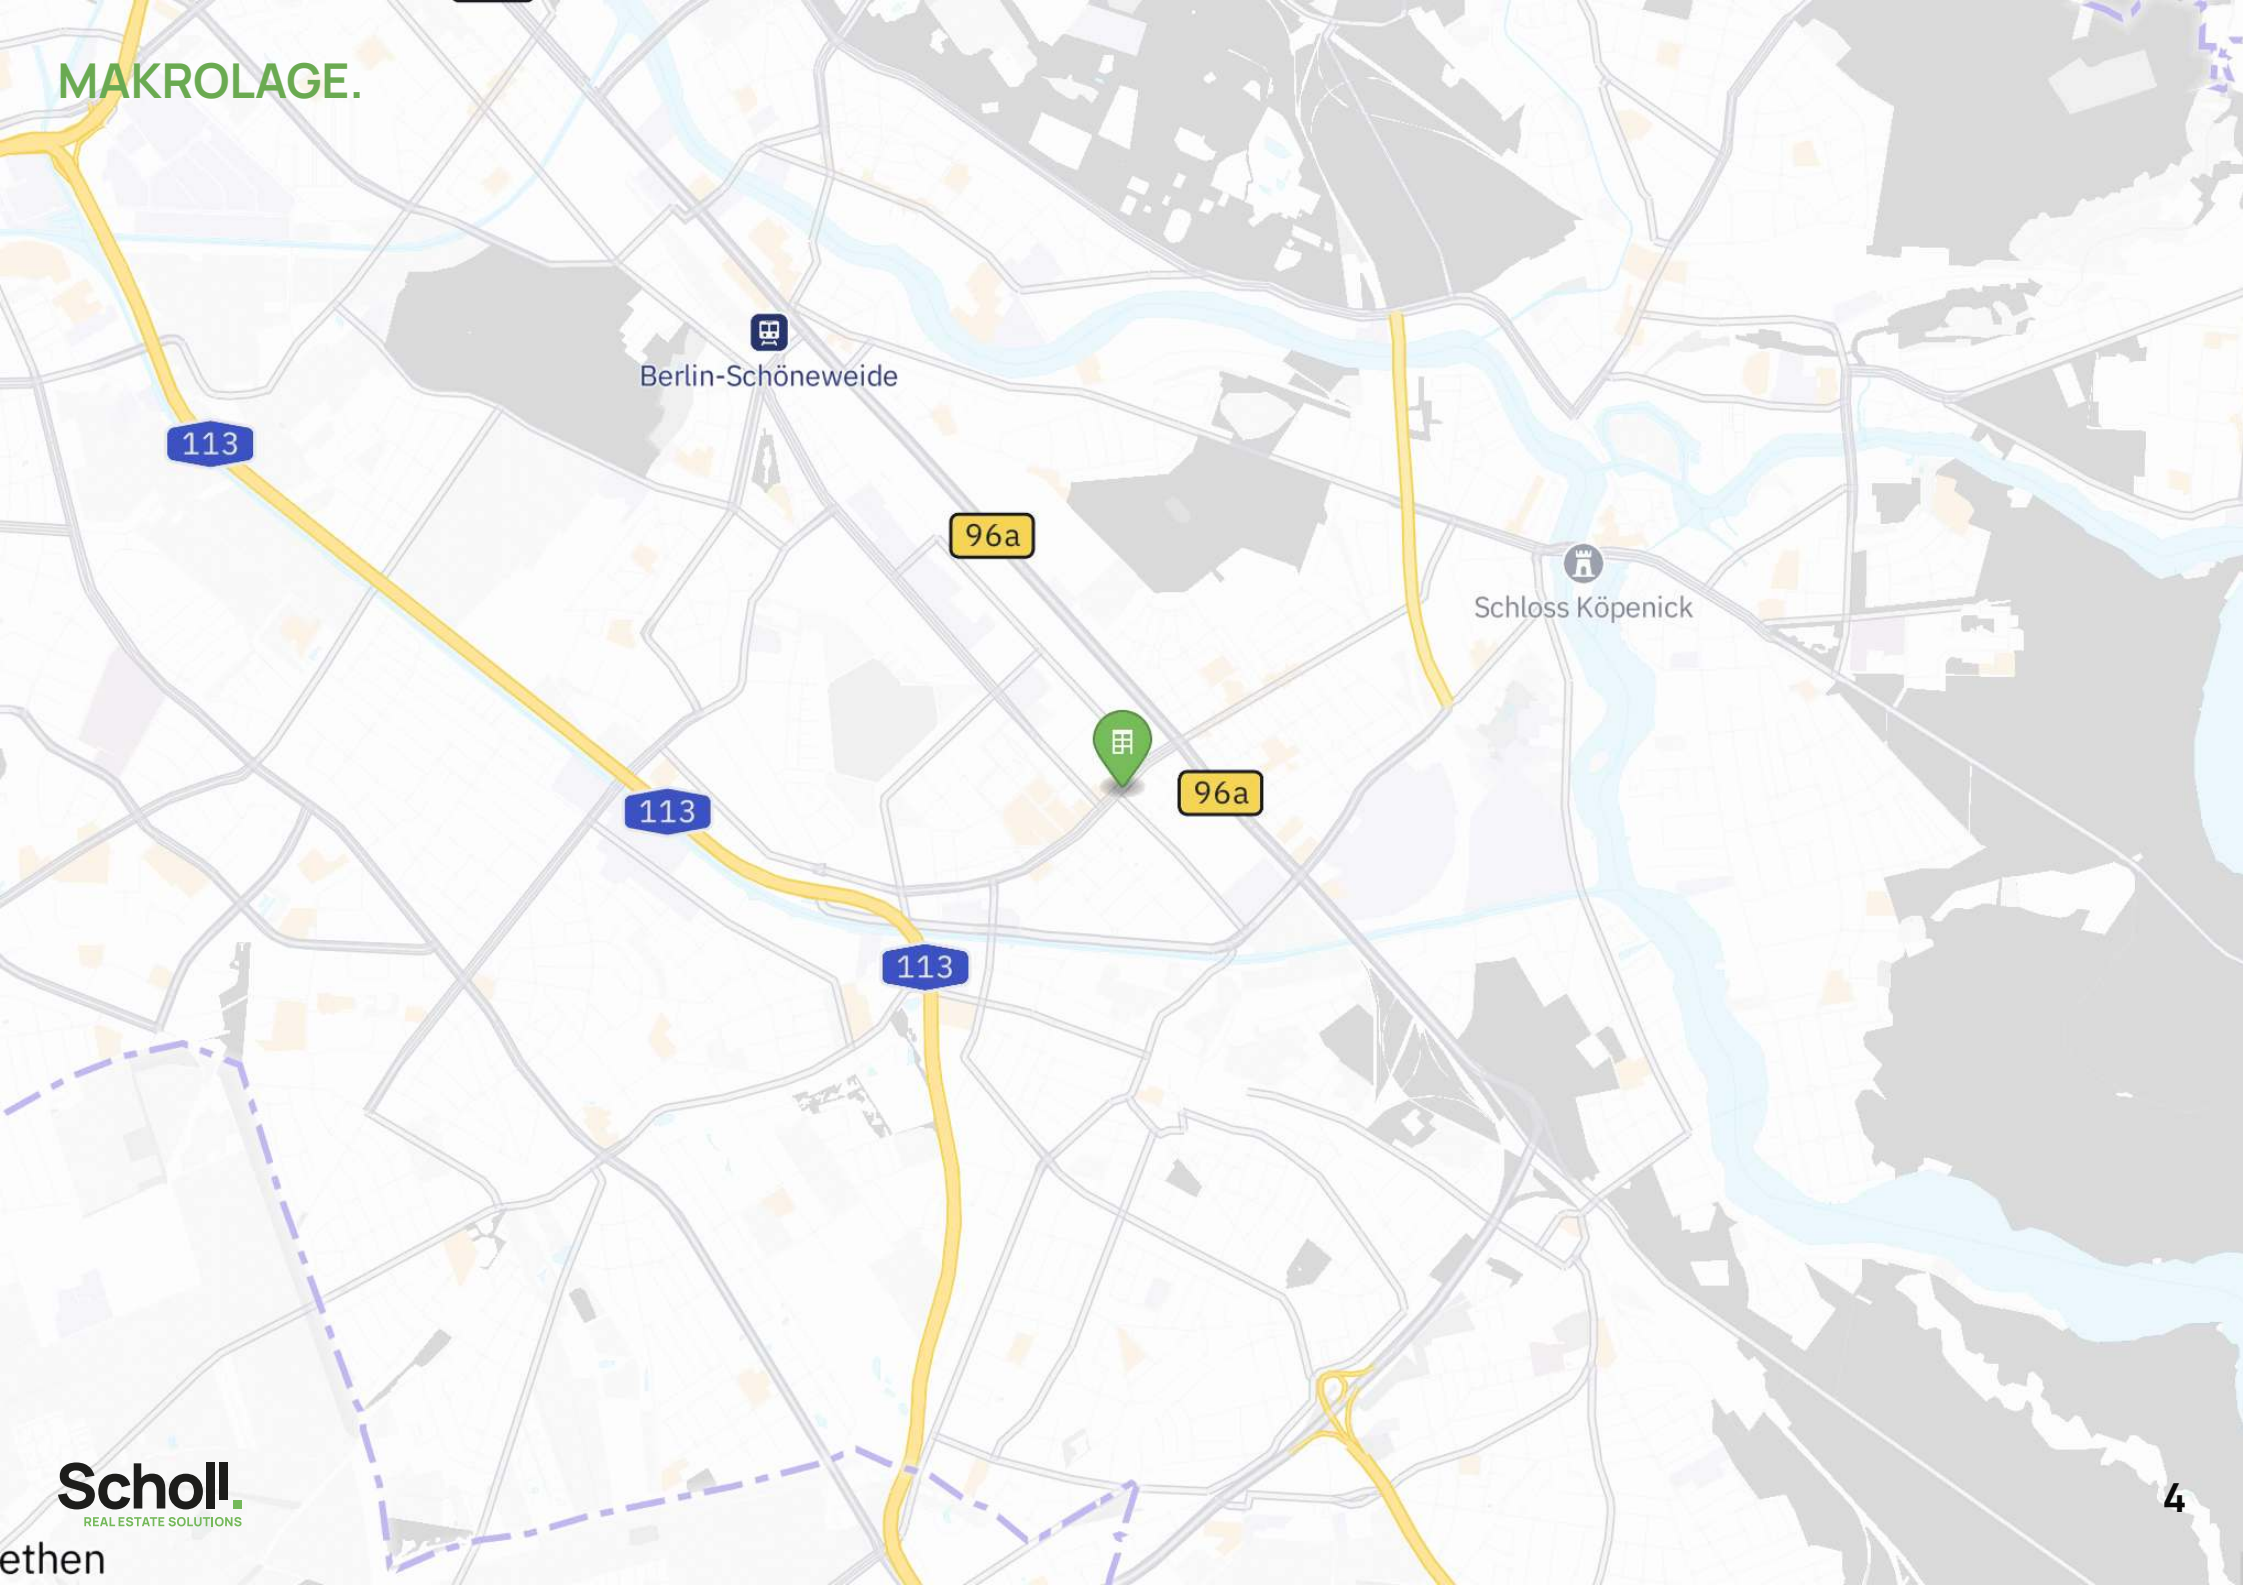 MAKROLAGE.
Berlin-Schöneweide
113
96a
Schloss Köpenick
113
96a
113
Scholl.
REAL ESTATE SOLUTIONS
4
ethen